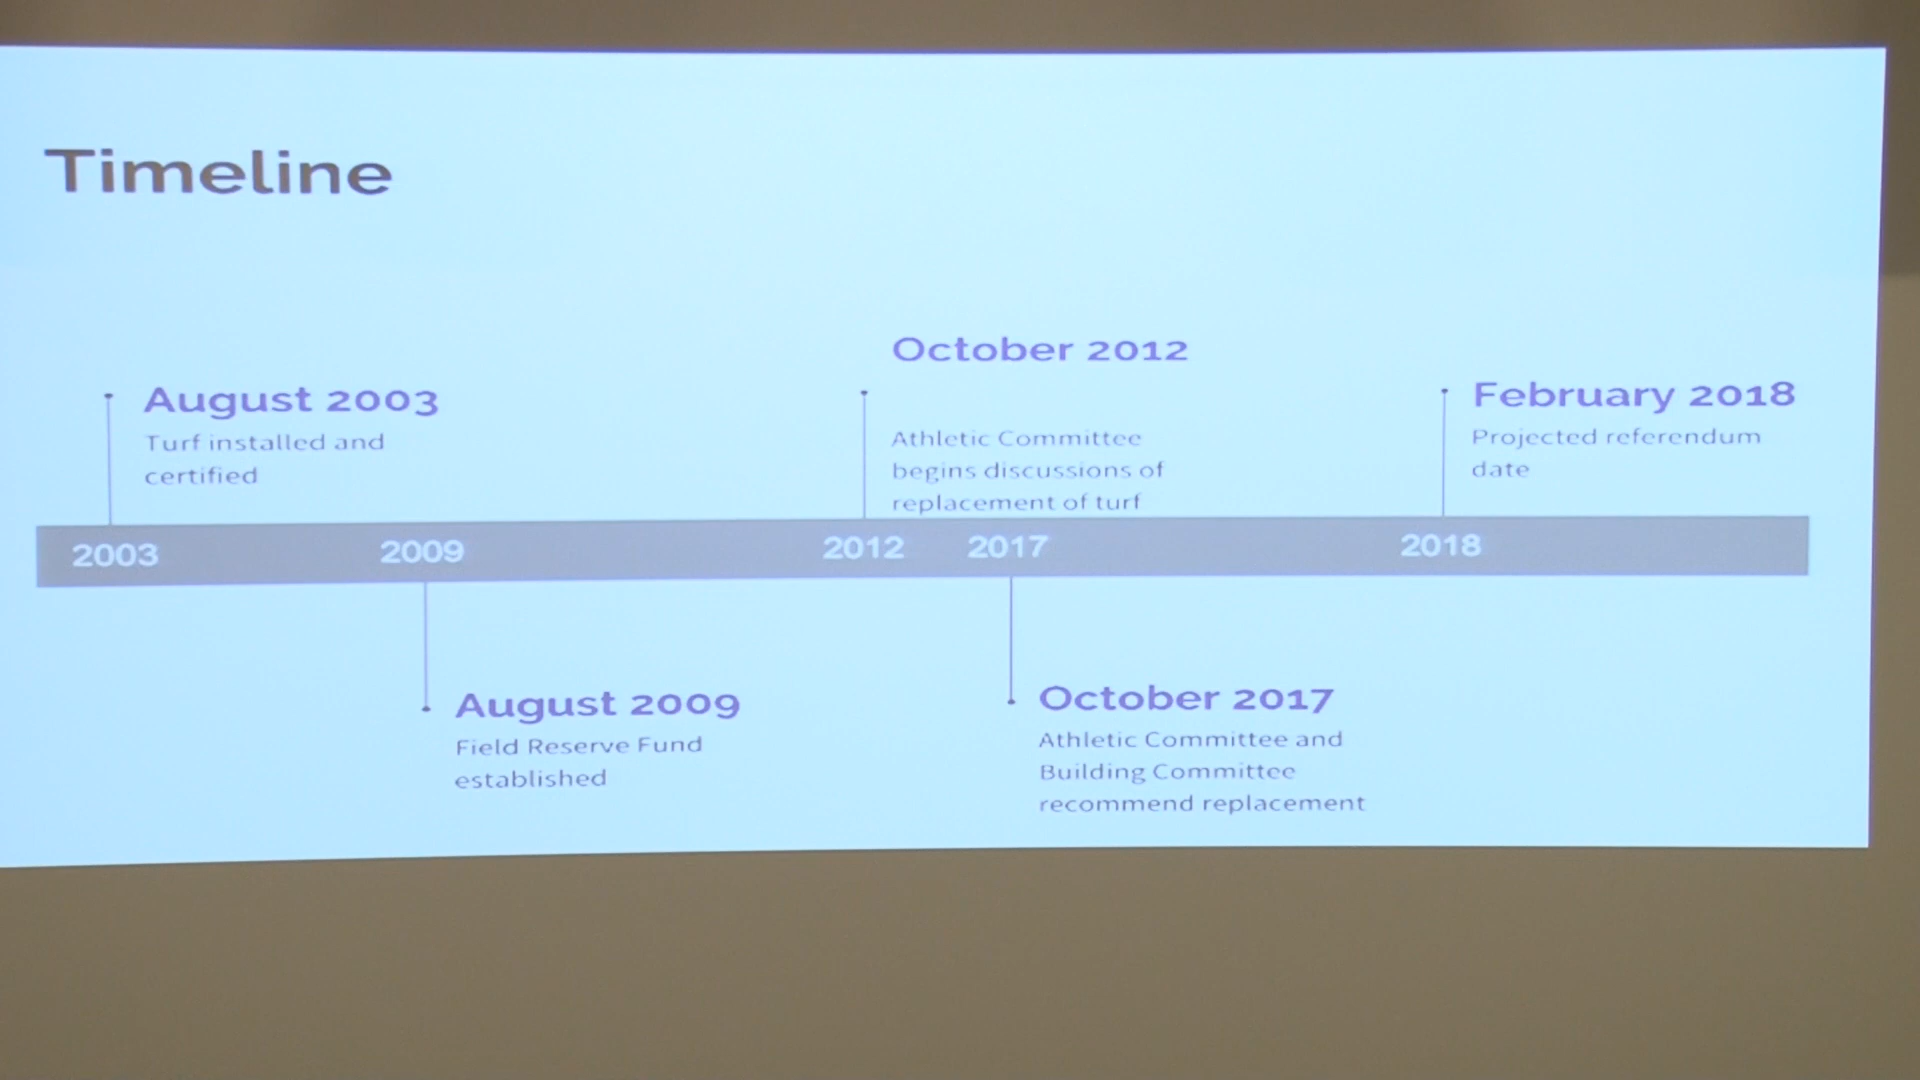 Timeline
August 2003
Turf installed and
certified
October 2012
Athletic Committee
begins discussions of
replacement of turf
February 2018
Projected referendum
date
2003 2009 2012 2017 2018
August 2009
Field Reserve Fund
established
October 2017
Athletic Committee and
Building Committee
recommend replacement